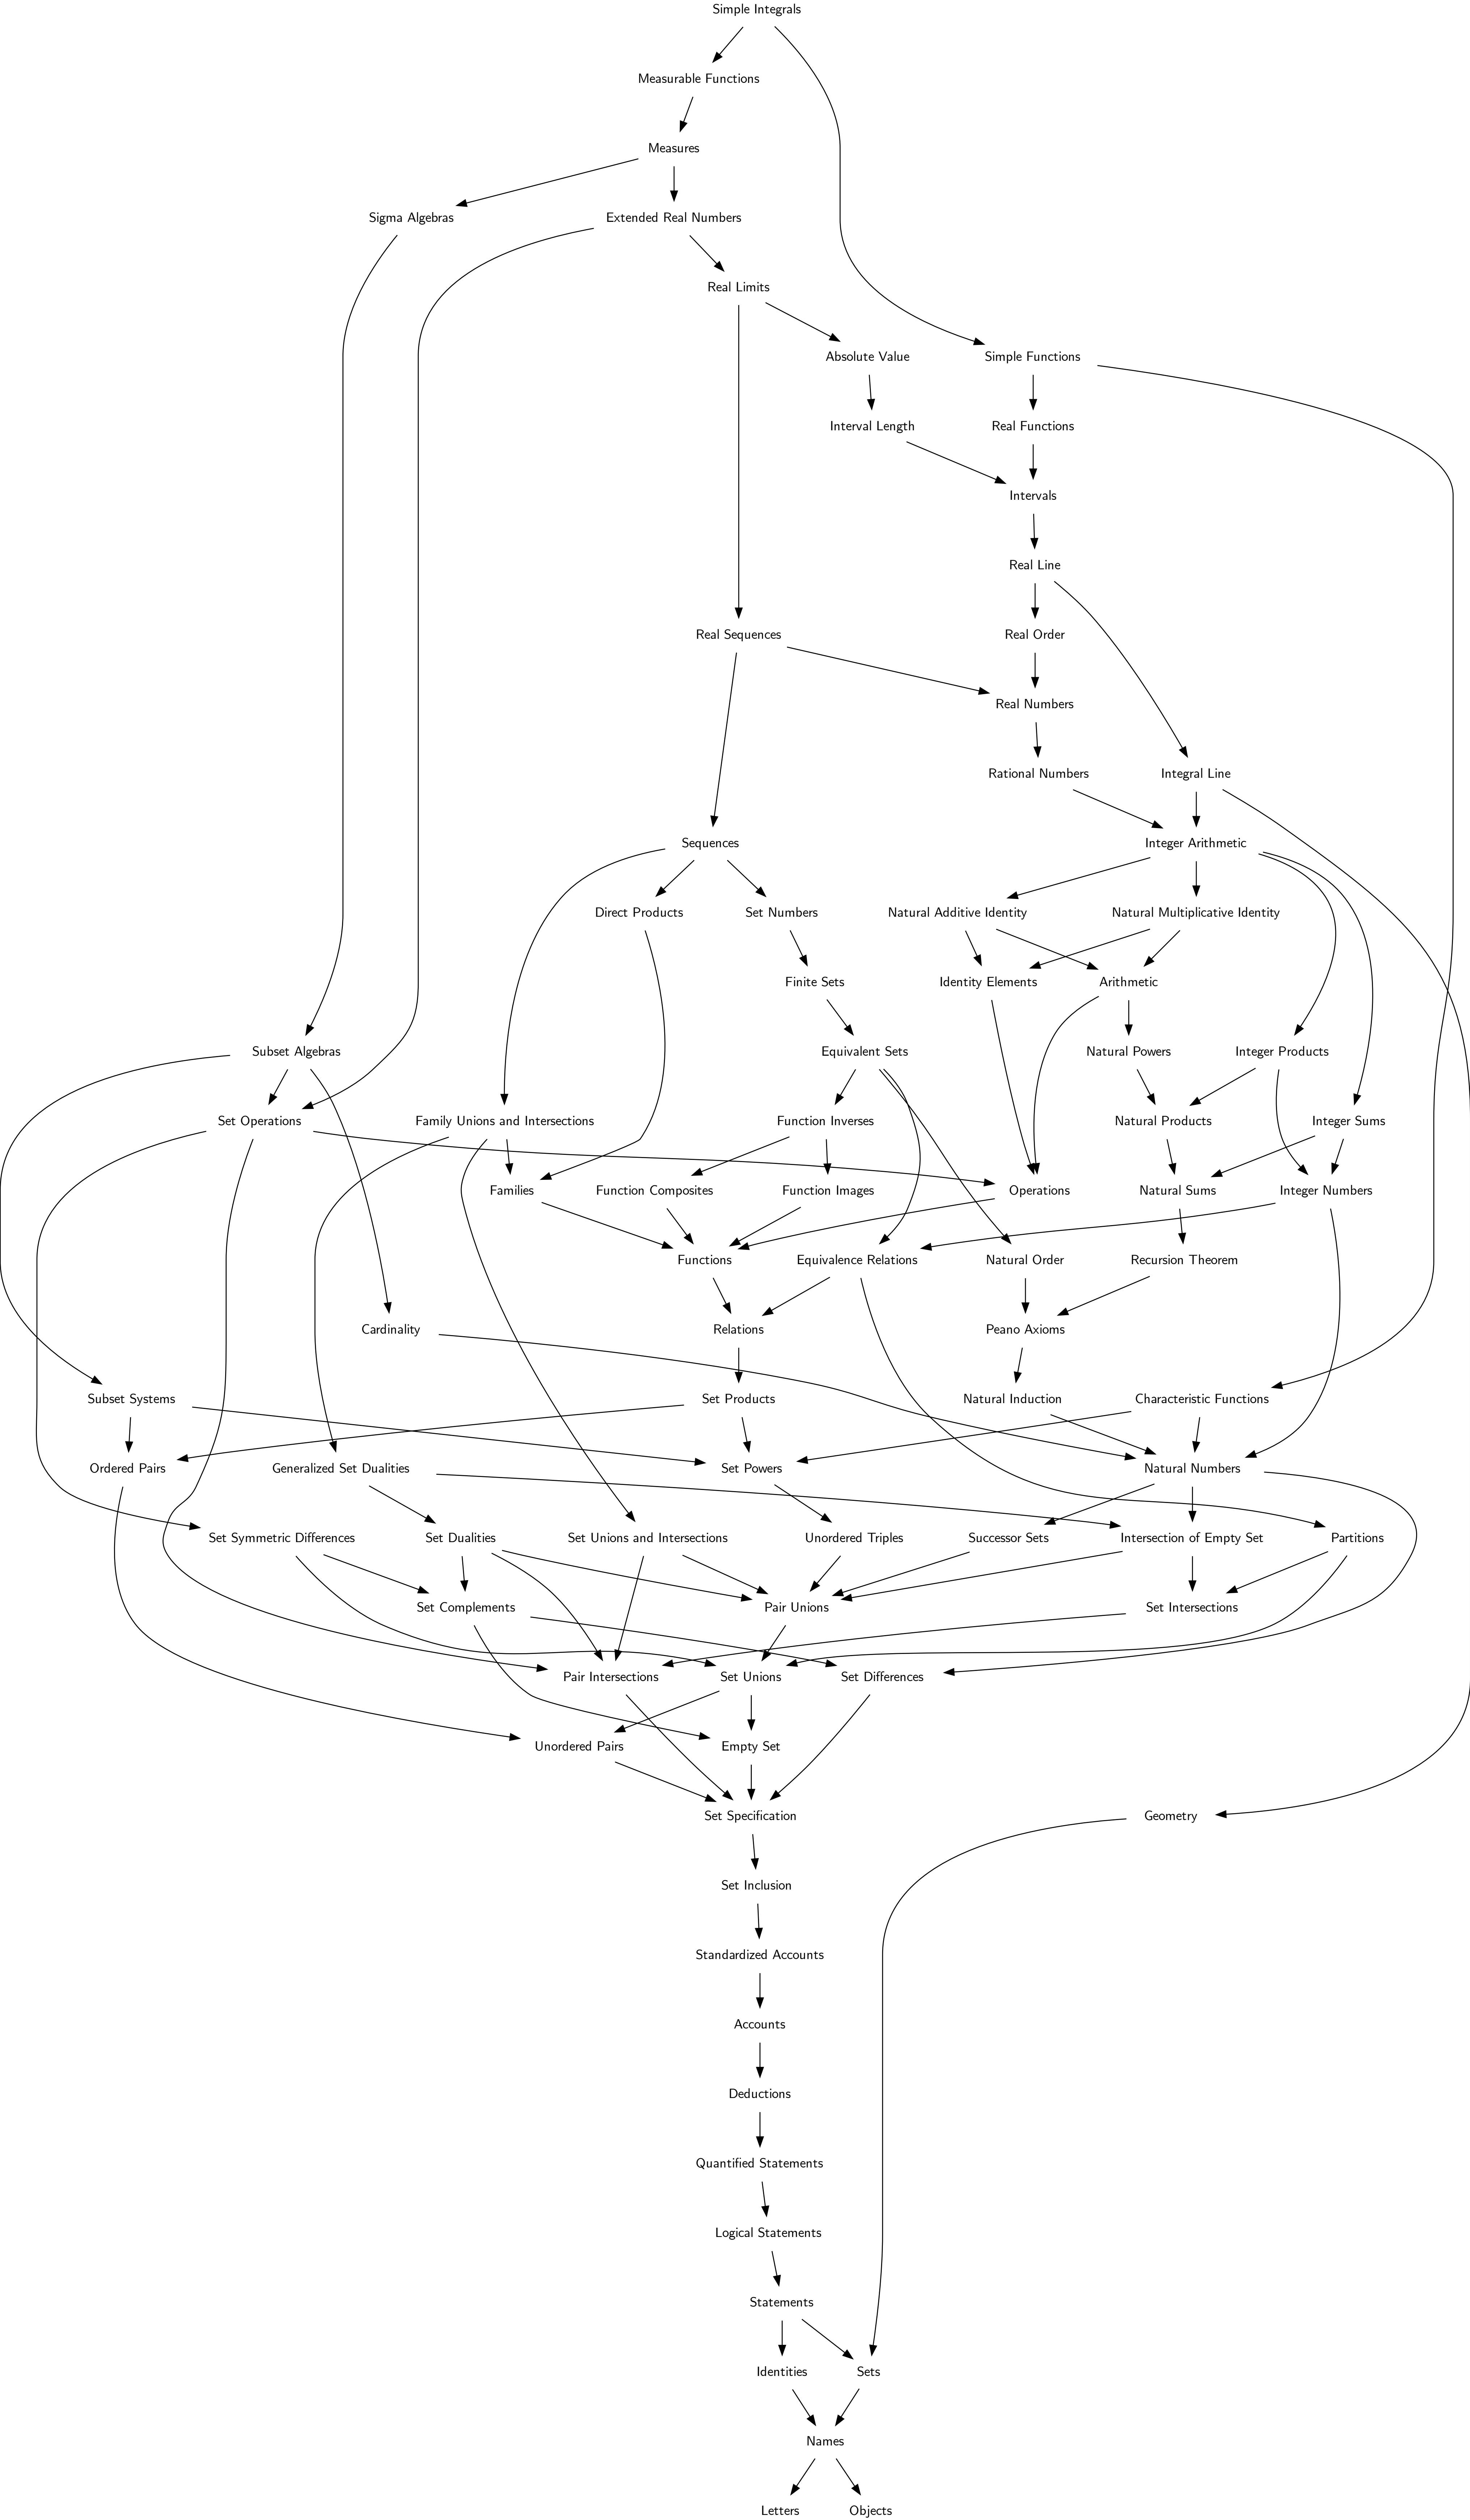 Simple Integrals
Measurable Functions
Measures
Sigma Algebras
Extended Real Numbers
Real Limits
Absolute Value
Simple Functions
Interval Length
Real Functions
Intervals
Real Line
Real Sequences
Real Order
Real Numbers
Rational Numbers
Integral Line
Sequences
Integer Arithmetic
Direct Products
Set Numbers
Natural Additive Identity
Natural Multiplicative Identity
Finite Sets
Identity Elements
Arithmetic
Subset Algebras
Equivalent Sets
Natural Powers
Integer Products
Set Operations
Family Unions and Intersections
Function Inverses
Natural Products
Integer Sums
Families
Function Composites
Function Images
Operations
Natural Sums
Integer Numbers
Functions
Equivalence Relations
Natural Order
Recursion Theorem
Cardinality
Relations
Peano Axioms
Subset Systems
Set Products
Natural Induction
Characteristic Functions
Ordered Pairs
Generalized Set Dualities
Set Powers
Natural Numbers
Set Symmetric Differences
Set Dualities
Set Unions and Intersections
Unordered Triples
Successor Sets
Intersection of Empty Set
Partitions
Set Complements
Pair Unions
Set Intersections
Pair Intersections
Set Unions
Set Differences
Unordered Pairs
Empty Set
Set Specification
Geometry
Set Inclusion
Standardized Accounts
Accounts
Deductions
Quantified Statements
Logical Statements
Statements
Identities
Sets
Names
Letters
Objects